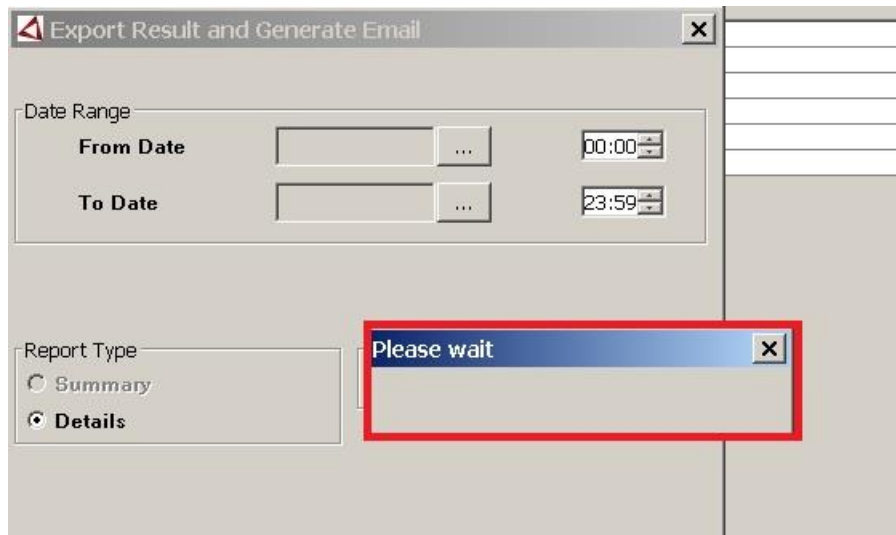 Export Result and Generate Email
Date Range
From Date ... 00:00
To Date ... 23:59
Report Type
Summary
Details
Please wait